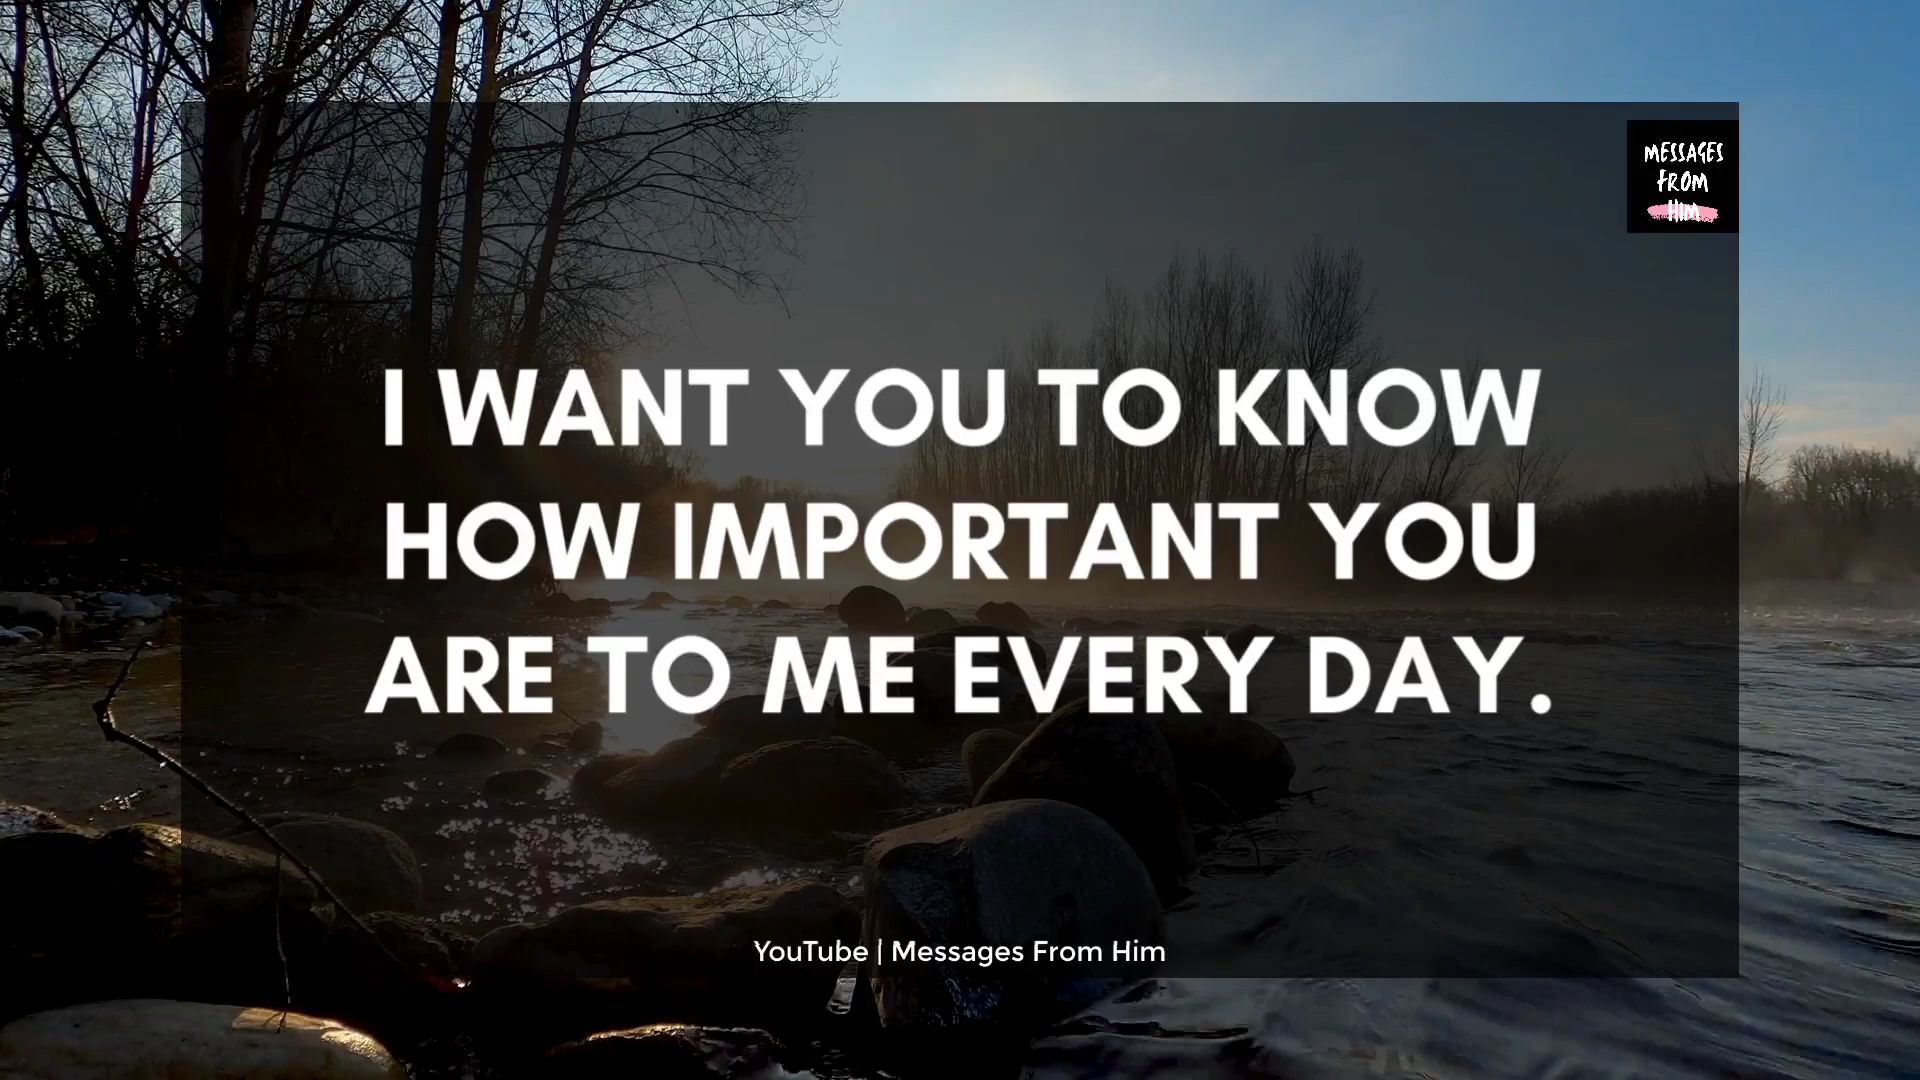 MESSAGES
FROM
HIM
I WANT YOU TO KNOW
HOW IMPORTANT YOU
ARE TO ME EVERY DAY.
YouTube | Messages From Him